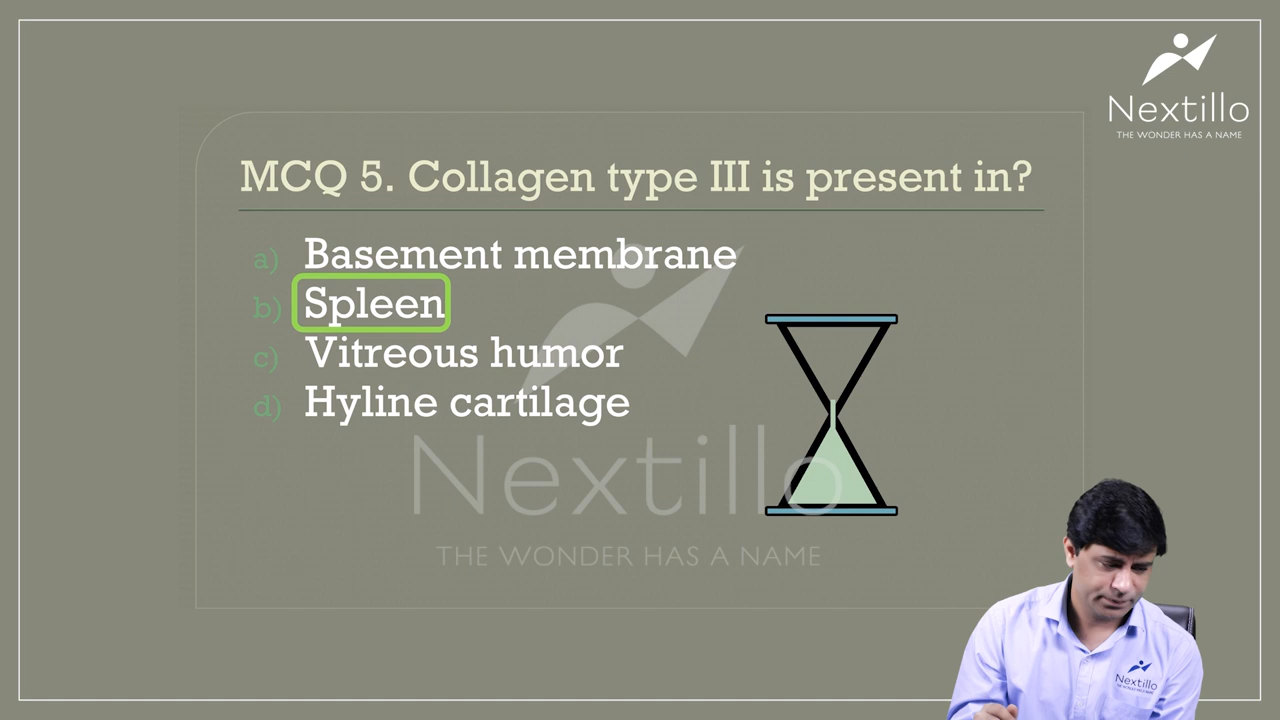 Nextillo
THE WONDER HAS A NAME
MCQ 5. Collagen type III is present in?
a) Basement membrane
b) Spleen
c) Vitreous humor
d) Hyline cartilage
Nextillo
THE WONDER HAS A NAME
Nextillo